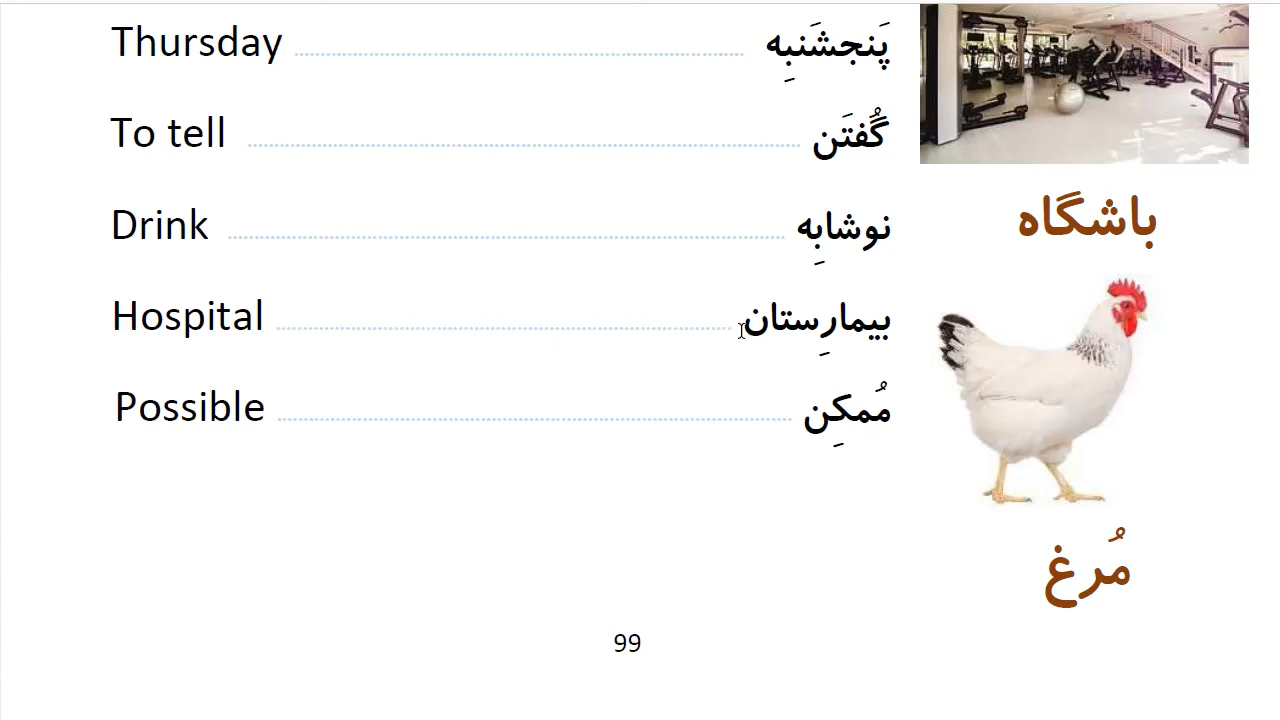 Thursday ........ پَنجشَنبِه
To tell ........ گُفتَن
Drink ........ نوشابِه
Hospital ........ بیمارِستان
Possible ........ مُمکِن
باشگاه
مُرغ
99